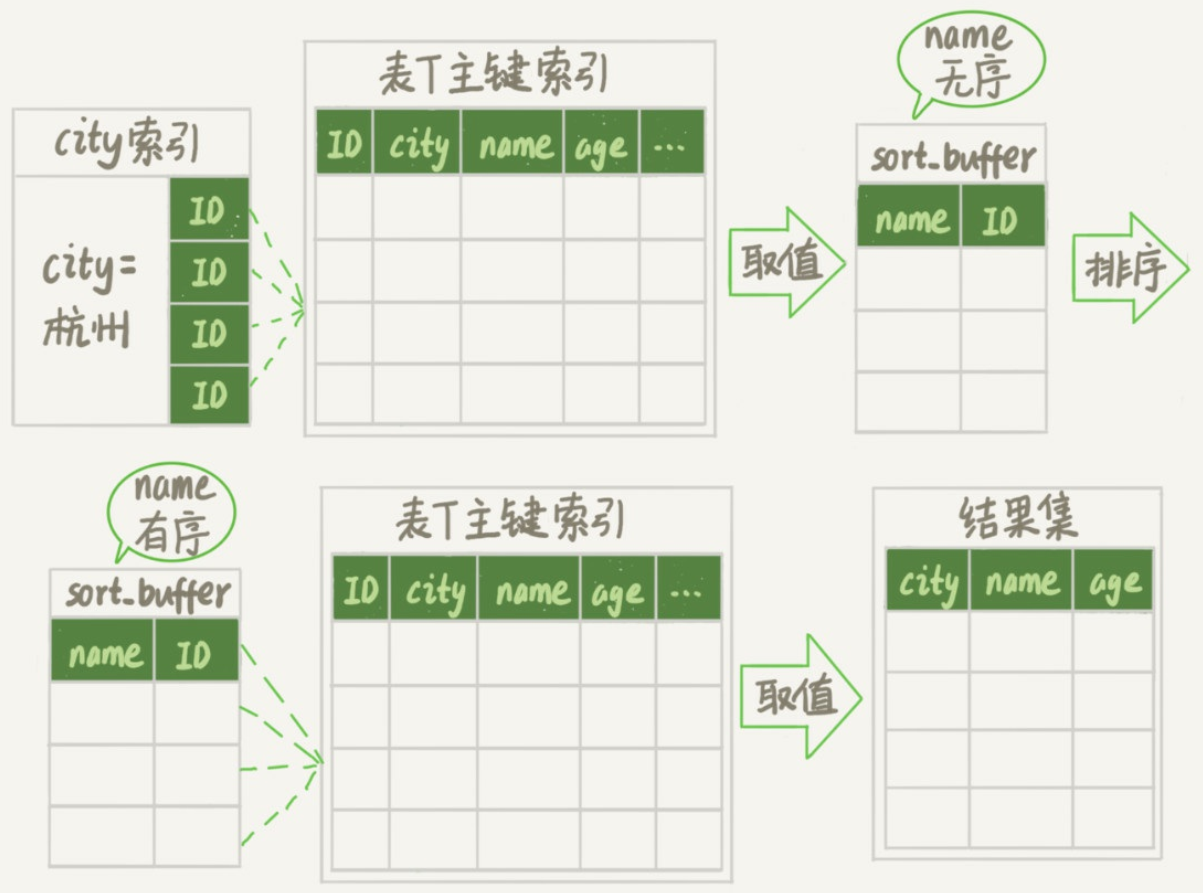 表T主键索引
name
无序
city索引
ID city name age ...
sort_buffer
ID
name ID
city=
杭州
ID
ID
ID
取值
排序
name
有序
表T主键索引
结果集
sort_buffer
ID city name age ...
city name age
name ID
取值